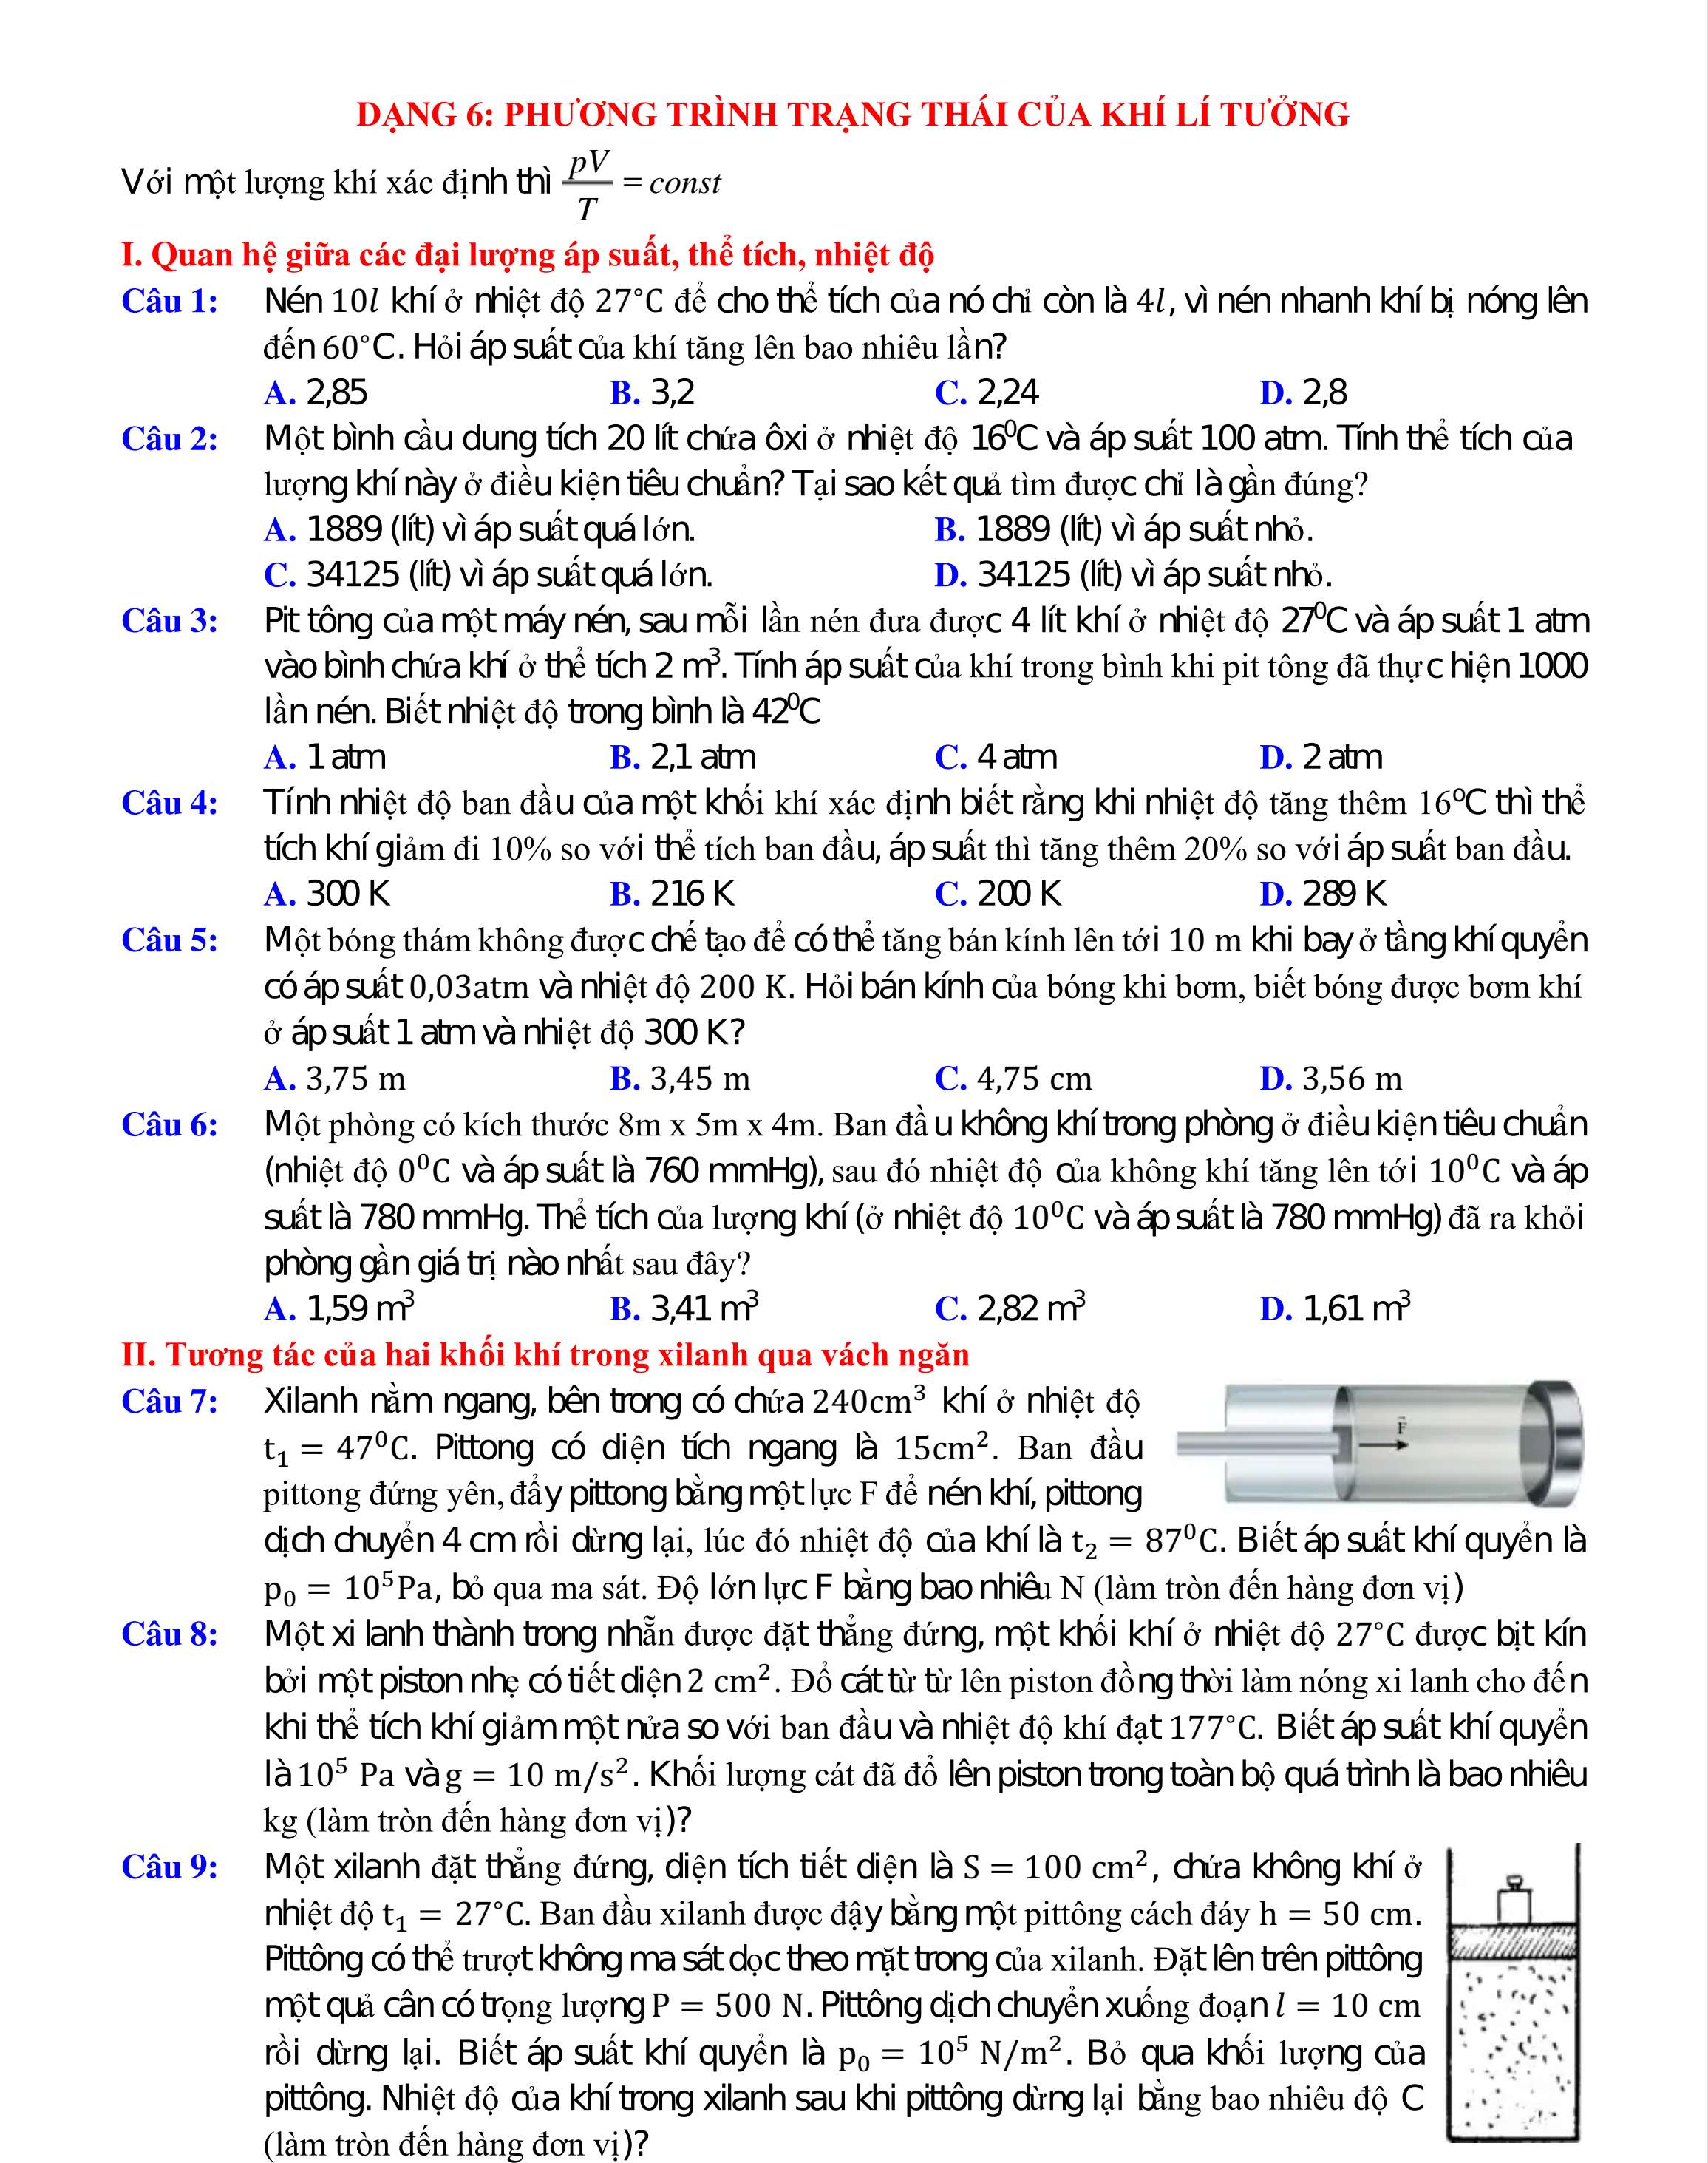 DẠNG 6: PHƯƠNG TRÌNH TRẠNG THÁI CỦA KHÍ LÍ TƯỞNG
Với một lượng khí xác định thì pV/T = const
I. Quan hệ giữa các đại lượng áp suất, thể tích, nhiệt độ
Câu 1: Nén 10l khí ở nhiệt độ 27°C để cho thể tích của nó chỉ còn là 4l, vì nén nhanh khí bị nóng lên
đến 60°C. Hỏi áp suất của khí tăng lên bao nhiêu lần?
A. 2,85 B. 3,2 C. 2,24 D. 2,8
Câu 2: Một bình cầu dung tích 20 lít chứa ôxi ở nhiệt độ 16⁰C và áp suất 100 atm. Tính thể tích của
lượng khí này ở điều kiện tiêu chuẩn? Tại sao kết quả tìm được chỉ là gần đúng?
A. 1889 (lít) vì áp suất quá lớn. B. 1889 (lít) vì áp suất nhỏ.
C. 34125 (lít) vì áp suất quá lớn. D. 34125 (lít) vì áp suất nhỏ.
Câu 3: Pit tông của một máy nén, sau mỗi lần nén đưa được 4 lít khí ở nhiệt độ 27⁰C và áp suất 1 atm
vào bình chứa khí ở thể tích 2 m³. Tính áp suất của khí trong bình khi pit tông đã thực hiện 1000
lần nén. Biết nhiệt độ trong bình là 42⁰C
A. 1 atm B. 2,1 atm C. 4 atm D. 2 atm
Câu 4: Tính nhiệt độ ban đầu của một khối khí xác định biết rằng khi nhiệt độ tăng thêm 16ºC thì thể
tích khí giảm đi 10% so với thể tích ban đầu, áp suất thì tăng thêm 20% so với áp suất ban đầu.
A. 300 K B. 216 K C. 200 K D. 289 K
Câu 5: Một bóng thám không được chế tạo để có thể tăng bán kính lên tới 10 m khi bay ở tầng khí quyển
có áp suất 0,03atm và nhiệt độ 200 K. Hỏi bán kính của bóng khi bơm, biết bóng được bơm khí
ở áp suất 1 atm và nhiệt độ 300 K?
A. 3,75 m B. 3,45 m C. 4,75 cm D. 3,56 m
Câu 6: Một phòng có kích thước 8m x 5m x 4m. Ban đầu không khí trong phòng ở điều kiện tiêu chuẩn
(nhiệt độ 0⁰C và áp suất là 760 mmHg), sau đó nhiệt độ của không khí tăng lên tới 10⁰C và áp
suất là 780 mmHg. Thể tích của lượng khí (ở nhiệt độ 10⁰C và áp suất là 780 mmHg) đã ra khỏi
phòng gần giá trị nào nhất sau đây?
A. 1,59 m³ B. 3,41 m³ C. 2,82 m³ D. 1,61 m³
II. Tương tác của hai khối khí trong xilanh qua vách ngăn
Câu 7: Xilanh nằm ngang, bên trong có chứa 240cm³ khí ở nhiệt độ
t₁ = 47⁰C. Pittong có diện tích ngang là 15cm². Ban đầu
pittong đứng yên, đẩy pittong bằng một lực F để nén khí, pittong
dịch chuyển 4 cm rồi dừng lại, lúc đó nhiệt độ của khí là t₂ = 87⁰C. Biết áp suất khí quyển là
p₀ = 10⁵Pa, bỏ qua ma sát. Độ lớn lực F bằng bao nhiêu N (làm tròn đến hàng đơn vị)
F⃗
Câu 8: Một xi lanh thành trong nhẵn được đặt thẳng đứng, một khối khí ở nhiệt độ 27°C được bịt kín
bởi một piston nhẹ có tiết diện 2 cm². Đổ cát từ từ lên piston đồng thời làm nóng xi lanh cho đến
khi thể tích khí giảm một nửa so với ban đầu và nhiệt độ khí đạt 177°C. Biết áp suất khí quyển
là 10⁵ Pa và g = 10 m/s². Khối lượng cát đã đổ lên piston trong toàn bộ quá trình là bao nhiêu
kg (làm tròn đến hàng đơn vị)?
Câu 9: Một xilanh đặt thẳng đứng, diện tích tiết diện là S = 100 cm², chứa không khí ở
nhiệt độ t₁ = 27°C. Ban đầu xilanh được đậy bằng một pittông cách đáy h = 50 cm.
Pittông có thể trượt không ma sát dọc theo mặt trong của xilanh. Đặt lên trên pittông
một quả cân có trọng lượng P = 500 N. Pittông dịch chuyển xuống đoạn l = 10 cm
rồi dừng lại. Biết áp suất khí quyển là p₀ = 10⁵ N/m². Bỏ qua khối lượng của
pittông. Nhiệt độ của khí trong xilanh sau khi pittông dừng lại bằng bao nhiêu độ C
(làm tròn đến hàng đơn vị)?